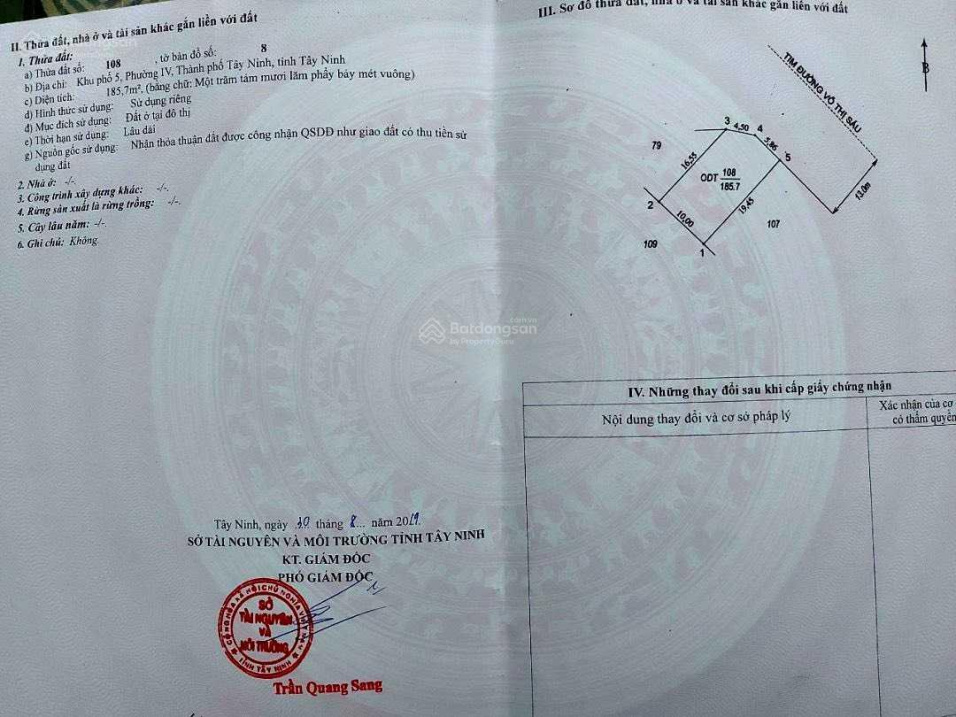 II. Thửa đất, nhà ở và tài sản khác gắn liền với đất
1. Thửa đất:
a) Thửa đất số: 108 , tờ bản đồ số: 8
b) Địa chỉ: Khu phố 5, Phường IV, Thành phố Tây Ninh, tỉnh Tây Ninh
c) Diện tích: 185,7m², (bằng chữ: Một trăm tám mươi lăm phẩy bảy mét vuông)
d) Hình thức sử dụng: Sử dụng riêng
đ) Mục đích sử dụng: Đất ở tại đô thị
e) Thời hạn sử dụng: Lâu dài
g) Nguồn gốc sử dụng: Nhận thỏa thuận đất được công nhận QSDĐ như giao đất có thu tiền sử
dụng đất
2. Nhà ở: -/-.
3. Công trình xây dựng khác: -/-.
4. Rừng sản xuất là rừng trồng: -/-.
5. Cây lâu năm: -/-.
6. Ghi chú: Không.
Tây Ninh, ngày 30 tháng 8... năm 2019.
SỞ TÀI NGUYÊN VÀ MÔI TRƯỜNG TỈNH TÂY NINH
KT. GIÁM ĐỐC
PHÓ GIÁM ĐỐC
SỞ
TÀI NGUYÊN
VÀ
MÔI TRƯỜNG
TỈNH TÂY NINH
Trần Quang Sang
III. Sơ đồ thửa đất, nhà ở và tài sản khác gắn liền với đất
B
TIM ĐƯỜNG VÕ THỊ SÁU
3 4,50 4
5,86
5
79
16,55
ODT 108
185.7
19,45
13.0m
2
10,00
107
109
1
Batdongsan
.com.vn
by PropertyGuru
IV. Những thay đổi sau khi cấp giấy chứng nhận
Nội dung thay đổi và cơ sở pháp lý
Xác nhận của cơ
có thẩm quyền